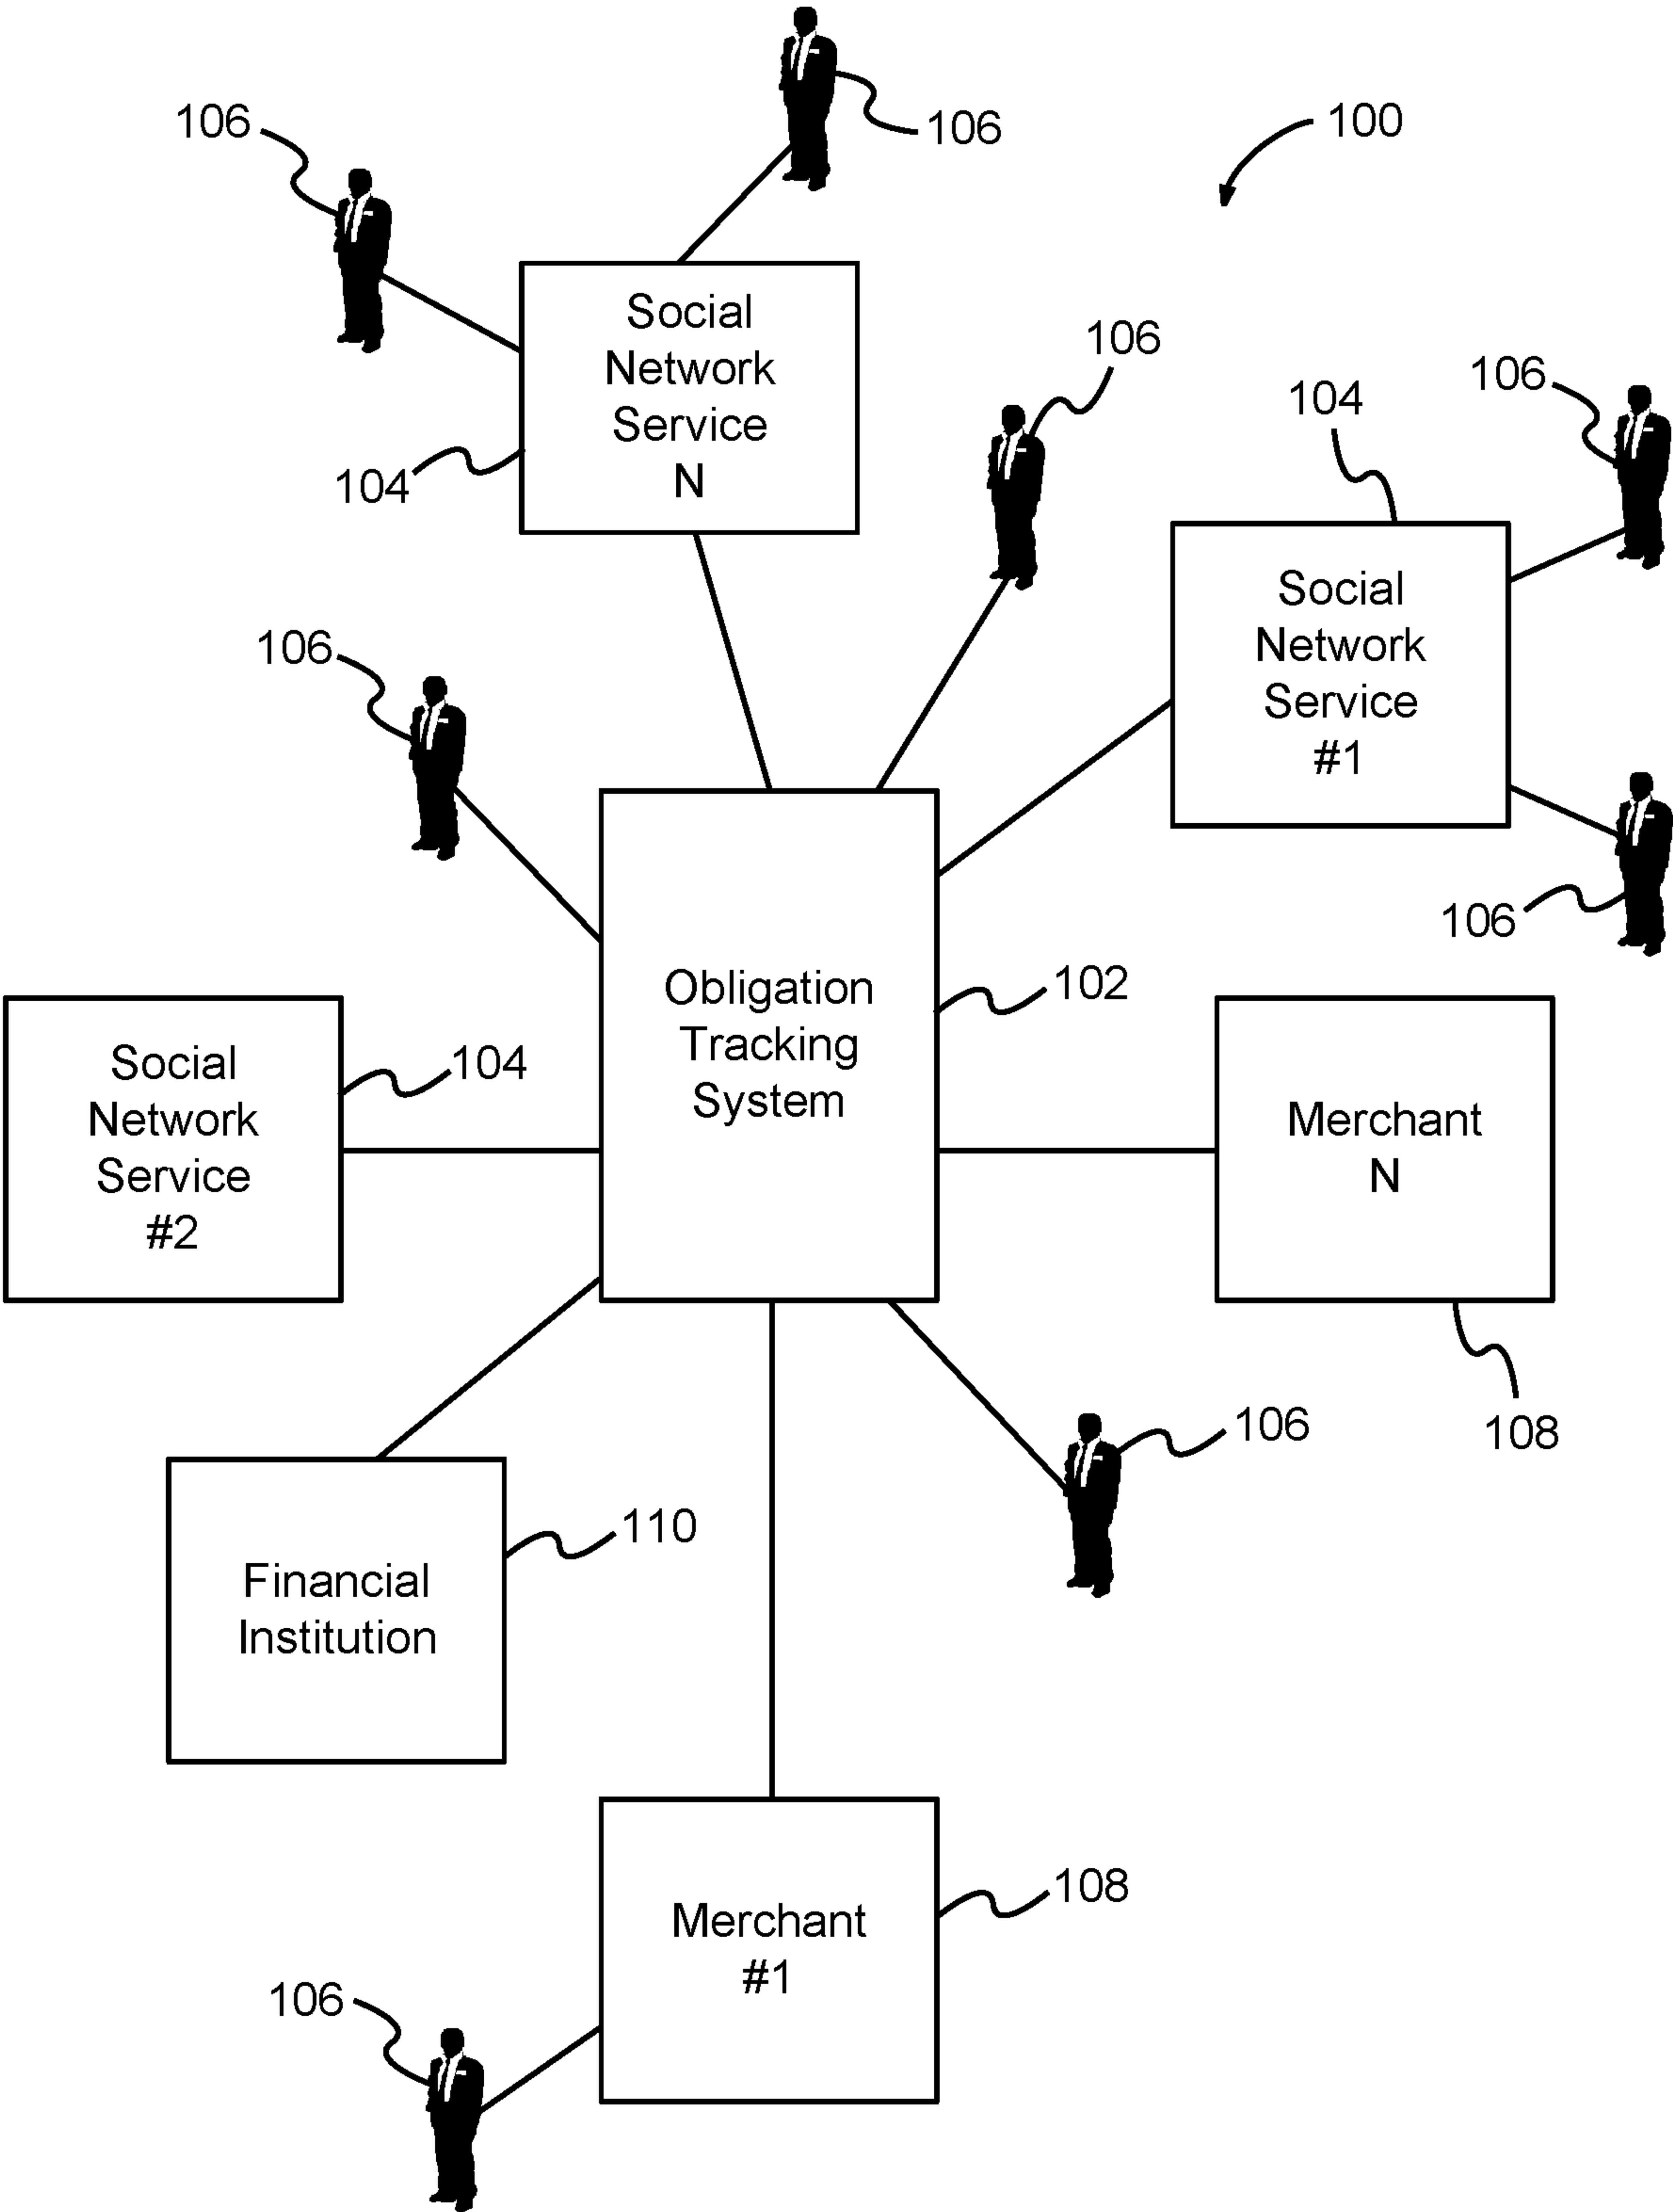 106
106
100
Social
Network
Service
N
104
106
104
106
Social
Network
Service
#1
106
106
Obligation
Tracking
System
102
Social
Network
Service
#2
104
Merchant
N
108
106
Financial
Institution
110
Merchant
#1
108
106